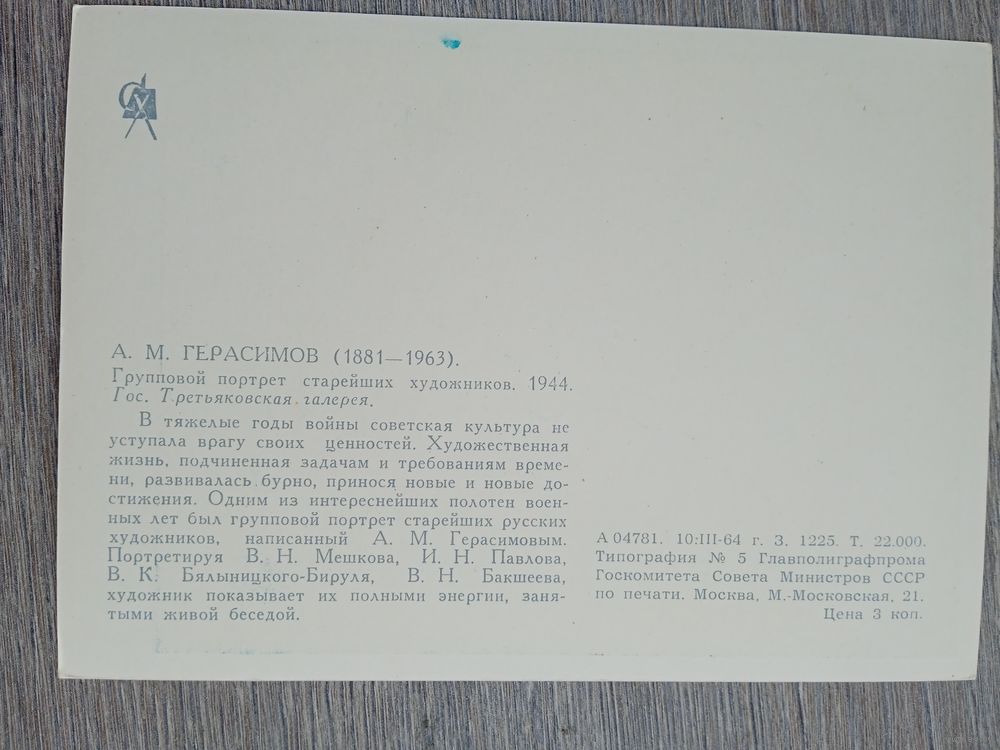 СХ
А. М. ГЕРАСИМОВ (1881—1963).
Групповой портрет старейших художников. 1944.
Гос. Третьяковская галерея.
В тяжелые годы войны советская культура не
уступала врагу своих ценностей. Художественная
жизнь, подчиненная задачам и требованиям време-
ни, развивалась бурно, принося новые и новые до-
стижения. Одним из интереснейших полотен воен-
ных лет был групповой портрет старейших русских
художников, написанный А. М. Герасимовым.
Портретируя В. Н. Мешкова, И. Н. Павлова,
В. К. Бялыницкого-Бируля, В. Н. Бакшеева,
художник показывает их полными энергии, заня-
тыми живой беседой.
А 04781. 10:III-64 г. З. 1225. Т. 22.000.
Типография № 5 Главполиграфпрома
Госкомитета Совета Министров СССР
по печати. Москва, М.-Московская, 21.
Цена 3 коп.